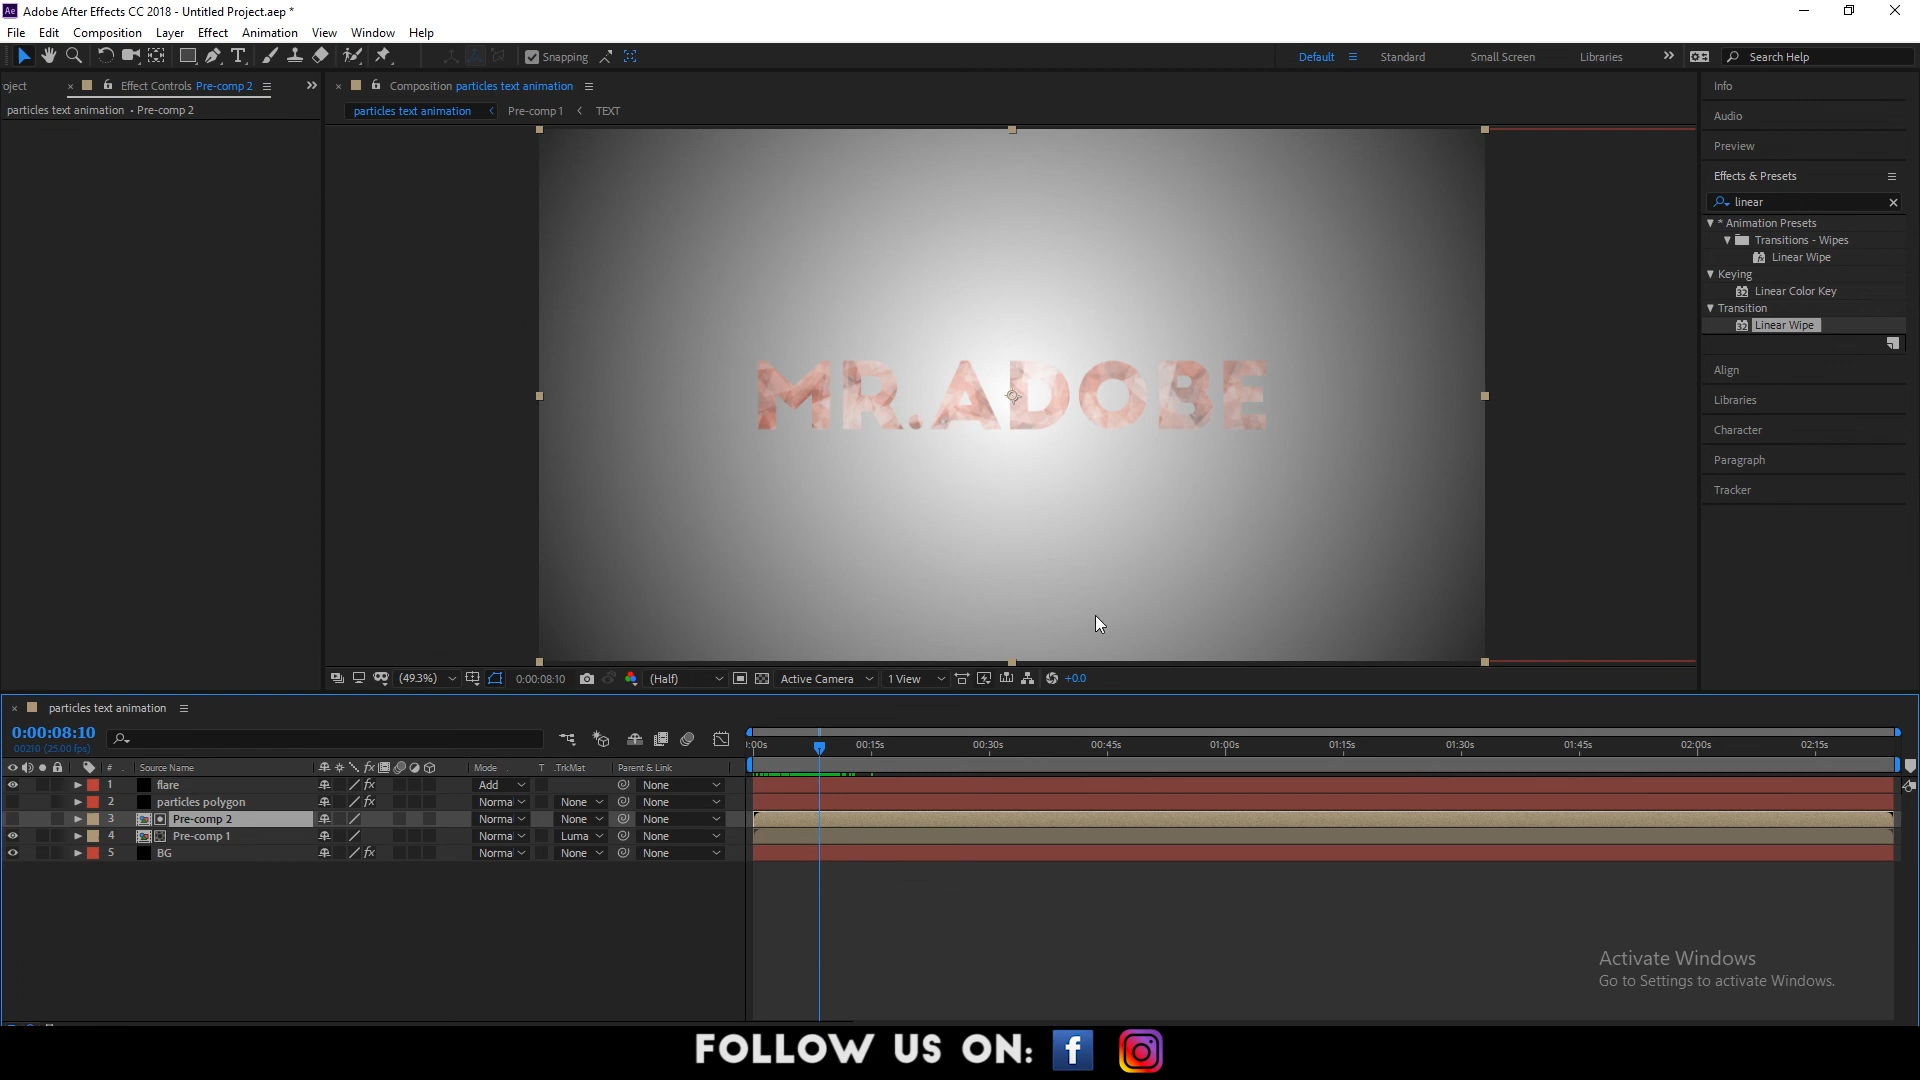 Ae Adobe After Effects CC 2018 - Untitled Project.aep *
File Edit Composition Layer Effect Animation View Window Help
T Snapping Default Standard Small Screen Libraries Search Help
oject × Effect Controls Pre-comp 2
particles text animation • Pre-comp 2
× Composition particles text animation
particles text animation < Pre-comp 1 < TEXT
MR.ADOBE
(49.3%) 0:00:08:10 (Half) Active Camera 1 View +0.0
Info
Audio
Preview
Effects & Presets
linear
* Animation Presets
Transitions - Wipes
Linear Wipe
Keying
32 Linear Color Key
Transition
32 Linear Wipe
Align
Libraries
Character
Paragraph
Tracker
× particles text animation
0:00:08:10
00210 (25.00 fps)
):00s 00:15s 00:30s 00:45s 01:00s 01:15s 01:30s 01:45s 02:00s 02:15s
# . Source Name fx Mode . T .TrkMat Parent & Link
1 flare fx Add None
2 particles polygon fx Norma None None
3 Pre-comp 2 Norma None None
4 Pre-comp 1 Norma Luma None
5 BG fx Norma None None
Activate Windows
Go to Settings to activate Windows.
FOLLOW US ON: f